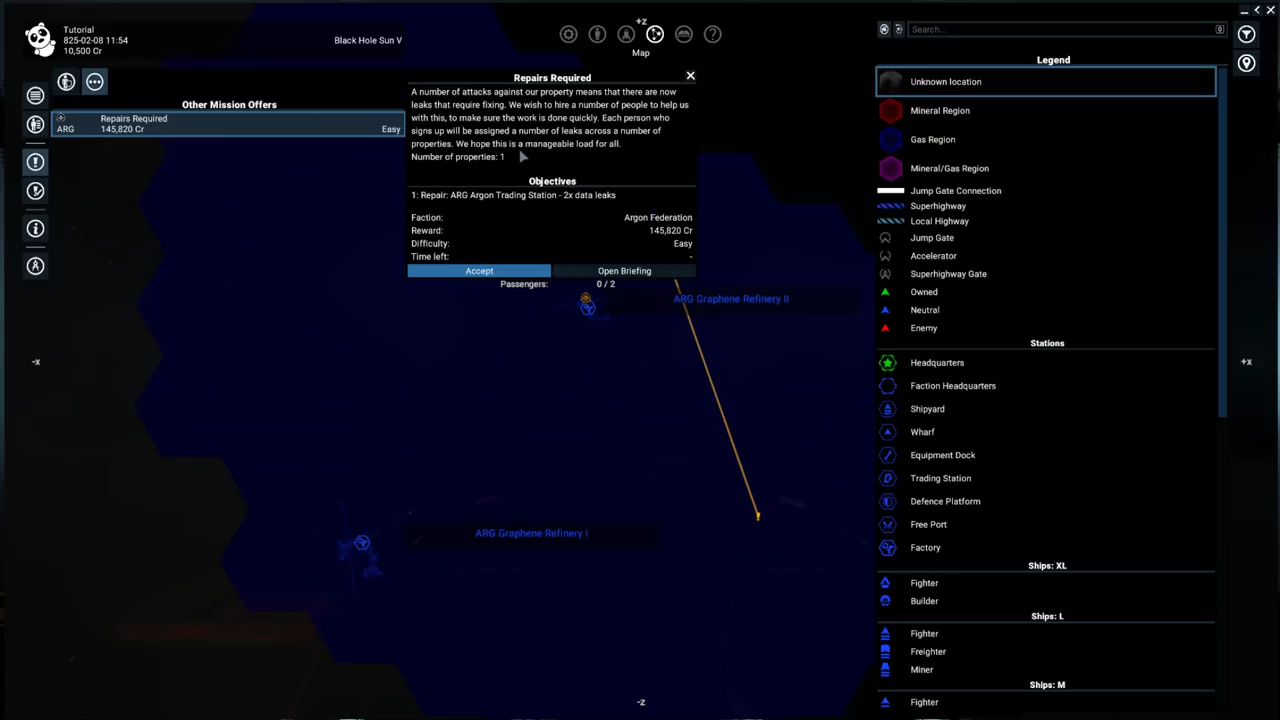 Tutorial
825-02-08 11:54
10,500 Cr
Black Hole Sun V
+z
Map
Search...
Other Mission Offers
Repairs Required
ARG 145,820 Cr Easy
Repairs Required
A number of attacks against our property means that there are now
leaks that require fixing. We wish to hire a number of people to help us
with this, to make sure the work is done quickly. Each person who
signs up will be assigned a number of leaks across a number of
properties. We hope this is a manageable load for all.
Number of properties: 1
Objectives
1: Repair: ARG Argon Trading Station - 2x data leaks
Faction: Argon Federation
Reward: 145,820 Cr
Difficulty: Easy
Time left: -
Accept Open Briefing
Passengers: 0 / 2
ARG Graphene Refinery II
ARG Graphene Refinery I
-x
+x
-z
Legend
Unknown location
Mineral Region
Gas Region
Mineral/Gas Region
Jump Gate Connection
Superhighway
Local Highway
Jump Gate
Accelerator
Superhighway Gate
Owned
Neutral
Enemy
Stations
Headquarters
Faction Headquarters
Shipyard
Wharf
Equipment Dock
Trading Station
Defence Platform
Free Port
Factory
Ships: XL
Fighter
Builder
Ships: L
Fighter
Freighter
Miner
Ships: M
Fighter